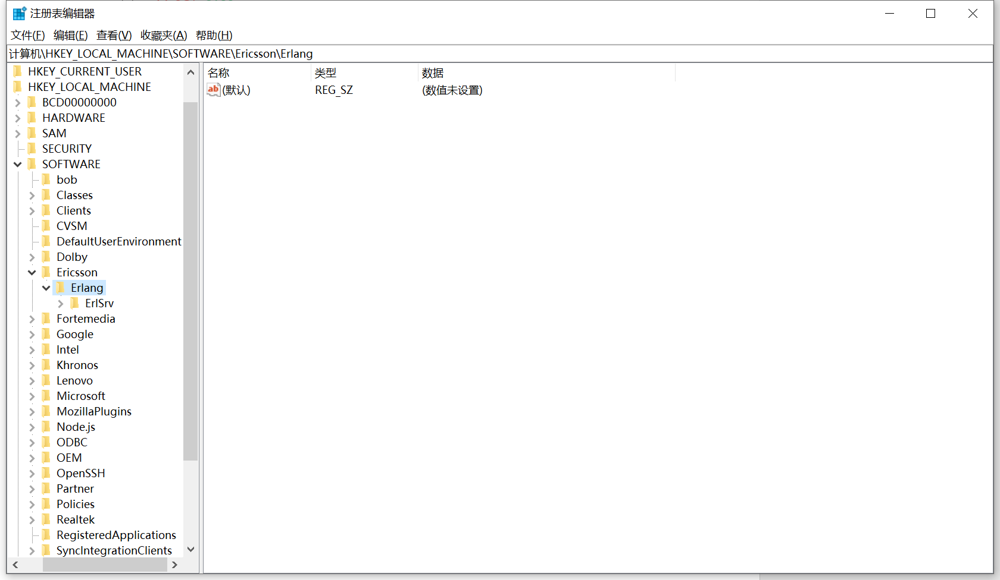 注册表编辑器
文件(F) 编辑(E) 查看(V) 收藏夹(A) 帮助(H)
计算机\HKEY_LOCAL_MACHINE\SOFTWARE\Ericsson\Erlang
HKEY_CURRENT_USER
HKEY_LOCAL_MACHINE
BCD00000000
HARDWARE
SAM
SECURITY
SOFTWARE
bob
Classes
Clients
CVSM
DefaultUserEnvironment
Dolby
Ericsson
Erlang
ErlSrv
Fortemedia
Google
Intel
Khronos
Lenovo
Microsoft
MozillaPlugins
Node.js
ODBC
OEM
OpenSSH
Partner
Policies
Realtek
RegisteredApplications
SyncIntegrationClients
名称 类型 数据
ab (默认) REG_SZ (数值未设置)